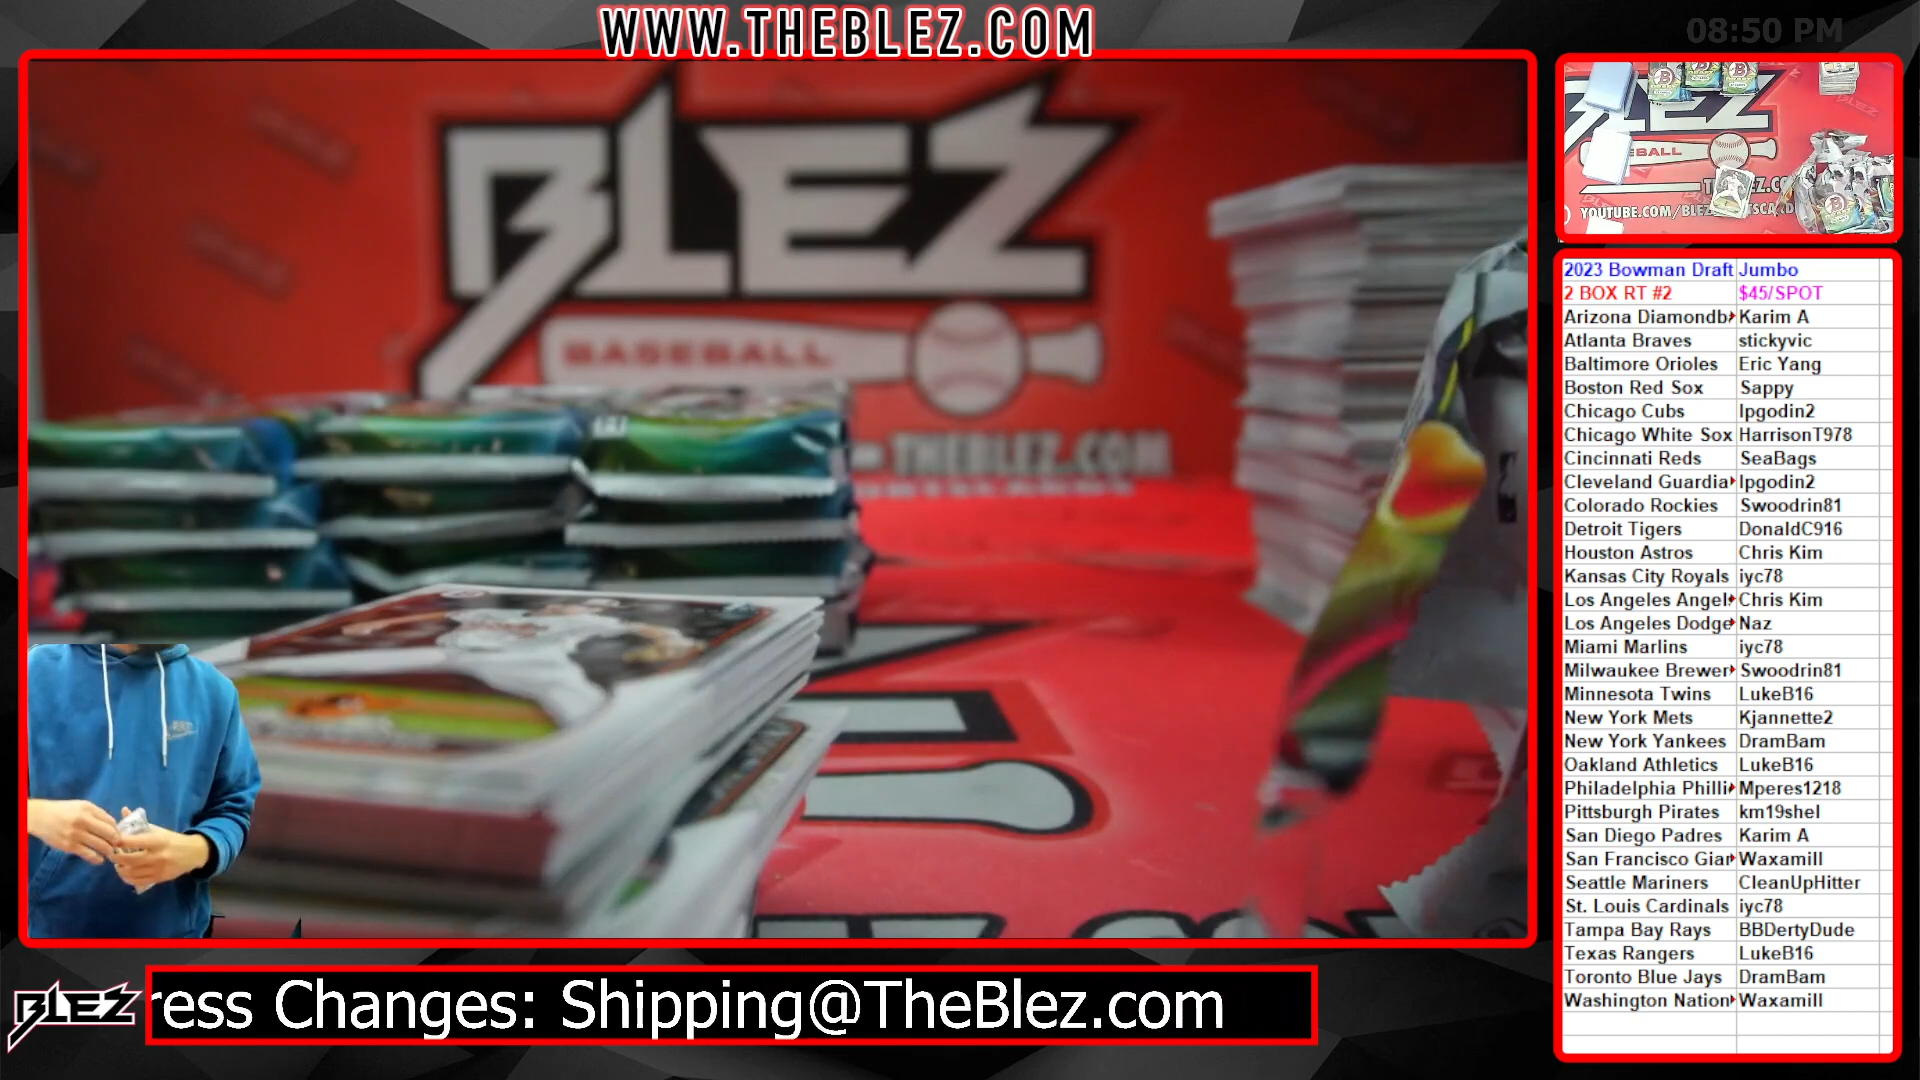 WWW.THEBLEZ.COM
08:50 PM
BLEZ
BASEBALL
THEBLEZ.COM
YOUTUBE.COM/BLEZ
2023 Bowman Draft Jumbo
2 BOX RT #2 $45/SPOT
Arizona Diamondb Karim A
Atlanta Braves stickyvic
Baltimore Orioles Eric Yang
Boston Red Sox Sappy
Chicago Cubs lpgodin2
Chicago White Sox HarrisonT978
Cincinnati Reds SeaBags
Cleveland Guardia lpgodin2
Colorado Rockies Swoodrin81
Detroit Tigers DonaldC916
Houston Astros Chris Kim
Kansas City Royals iyc78
Los Angeles Angel Chris Kim
Los Angeles Dodge Naz
Miami Marlins iyc78
Milwaukee Brewer Swoodrin81
Minnesota Twins LukeB16
New York Mets Kjannette2
New York Yankees DramBam
Oakland Athletics LukeB16
Philadelphia Philli Mperes1218
Pittsburgh Pirates km19shel
San Diego Padres Karim A
San Francisco Gian Waxamill
Seattle Mariners CleanUpHitter
St. Louis Cardinals iyc78
Tampa Bay Rays BBDertyDude
Texas Rangers LukeB16
Toronto Blue Jays DramBam
Washington Nation Waxamill
BLEZ
ress Changes: Shipping@TheBlez.com